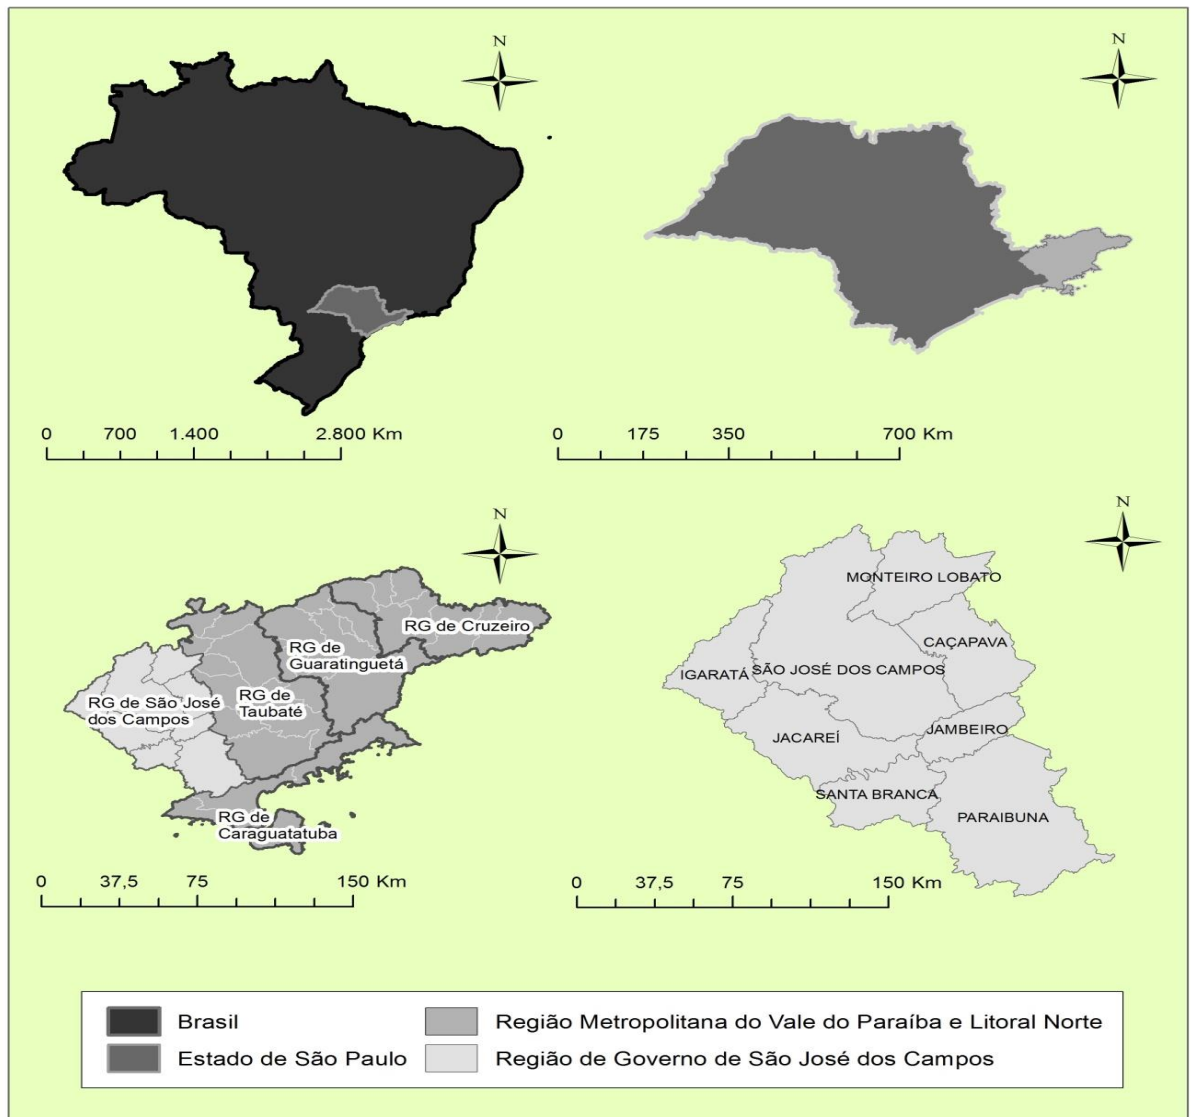 N
N
0 700 1.400 2.800 Km
0 175 350 700 Km
N
RG de Cruzeiro
RG de
Guaratinguetá
RG de São José
dos Campos
RG de
Taubaté
RG de
Caraguatatuba
0 37,5 75 150 Km
N
MONTEIRO LOBATO
CAÇAPAVA
IGARATÁ
SÃO JOSÉ DOS CAMPOS
JACAREÍ
JAMBEIRO
SANTA BRANCA
PARAIBUNA
0 37,5 75 150 Km
Brasil
Região Metropolitana do Vale do Paraíba e Litoral Norte
Estado de São Paulo
Região de Governo de São José dos Campos